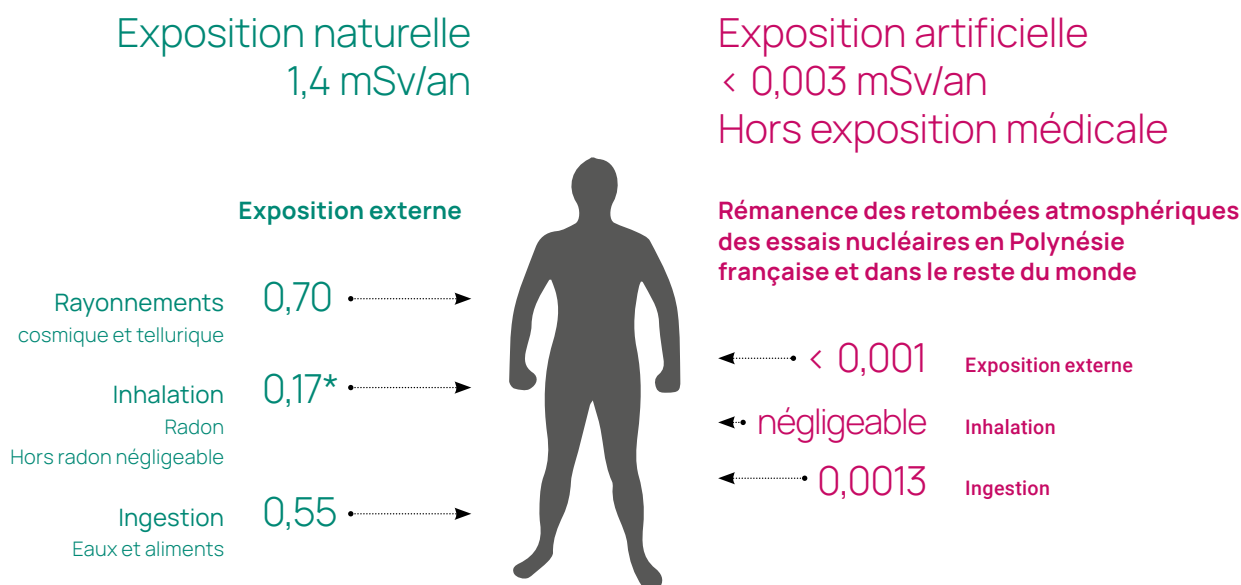 Exposition naturelle
1,4 mSv/an
Exposition externe
Rayonnements 0,70
cosmique et tellurique
Inhalation 0,17*
Radon
Hors radon négligeable
Ingestion 0,55
Eaux et aliments
Exposition artificielle
< 0,003 mSv/an
Hors exposition médicale
Rémanence des retombées atmosphériques
des essais nucléaires en Polynésie
française et dans le reste du monde
< 0,001 Exposition externe
négligeable Inhalation
0,0013 Ingestion